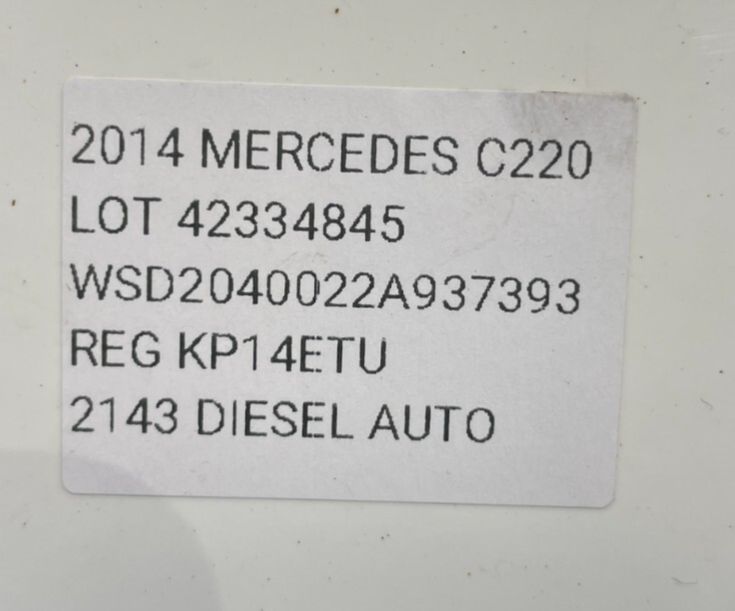 2014 MERCEDES C220
LOT 42334845
WSD2040022A937393
REG KP14ETU
2143 DIESEL AUTO